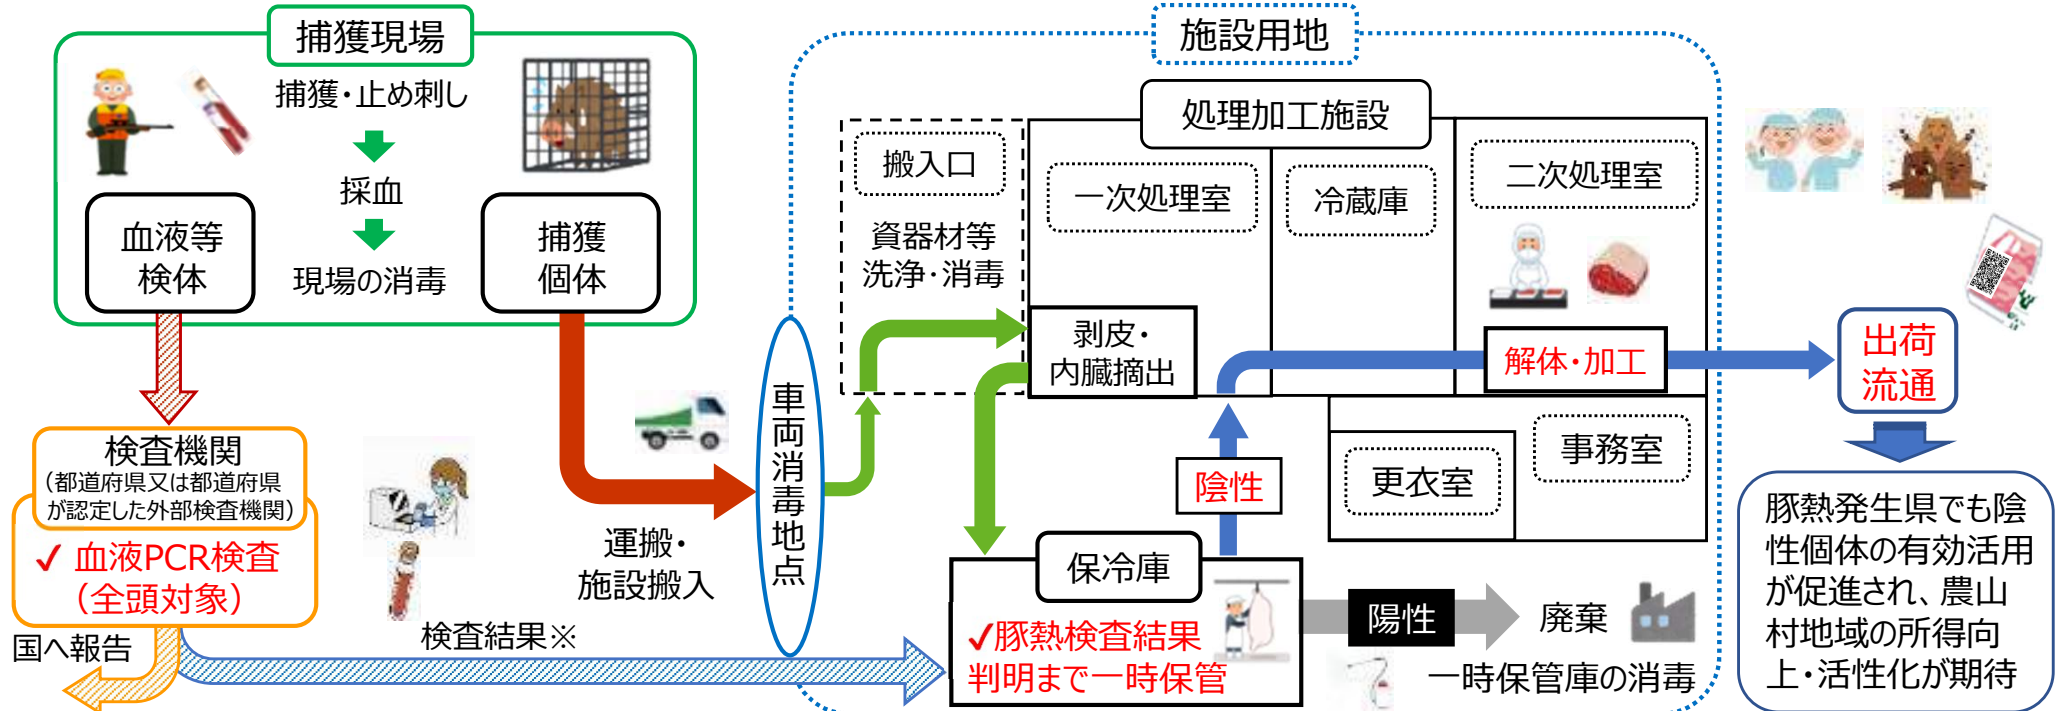 捕獲現場
捕獲・止め刺し
採血
現場の消毒
血液等
検体
捕獲
個体
検査機関
（都道府県又は都道府県
が認定した外部検査機関）
✓ 血液PCR検査
（全頭対象）
国へ報告
検査結果※
運搬・
施設搬入
車両消毒地点
施設用地
処理加工施設
搬入口
資器材等
洗浄・消毒
一次処理室
冷蔵庫
二次処理室
剥皮・
内臓摘出
解体・加工
更衣室
事務室
陰性
保冷庫
✓豚熱検査結果
判明まで一時保管
陽性
廃棄
一時保管庫の消毒
出荷
流通
豚熱発生県でも陰
性個体の有効活用
が促進され、農山
村地域の所得向
上・活性化が期待